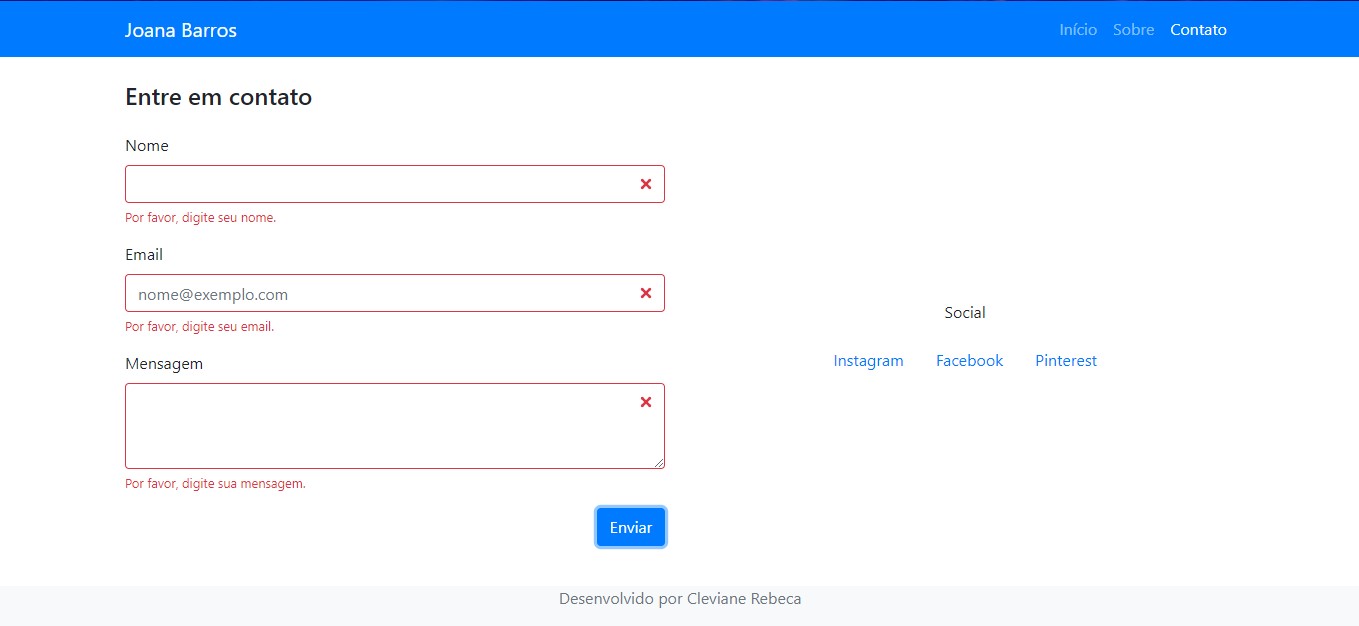 Joana Barros
Início Sobre Contato
Entre em contato
Nome
Por favor, digite seu nome.
Email
nome@exemplo.com
Por favor, digite seu email.
Mensagem
Por favor, digite sua mensagem.
Enviar
Social
Instagram Facebook Pinterest
Desenvolvido por Cleviane Rebeca